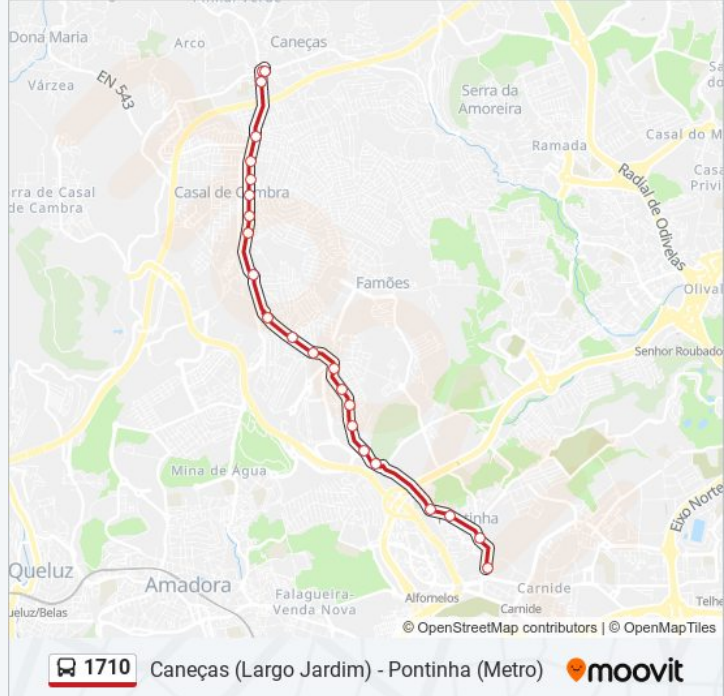 Pinhal Verde
Dona Maria
Arco
Caneças
Várzea
EN 543
Serra da
Amoreira
Ramada
Casal do M
Casa
Privi
rra de Casal
de Cambra
Casal de Cambra
Radial de Odivelas
Famões
Olival
Senhor Roubado
Mina de Água
Pontinha
Eixo Norte
Queluz
Amadora
Falagueira-
Venda Nova
Alfornelos
Carnide
Carnide
Telhe
ueluz/Belas
© OpenStreetMap contributors | © OpenMapTiles
1710 Caneças (Largo Jardim) - Pontinha (Metro) moovit